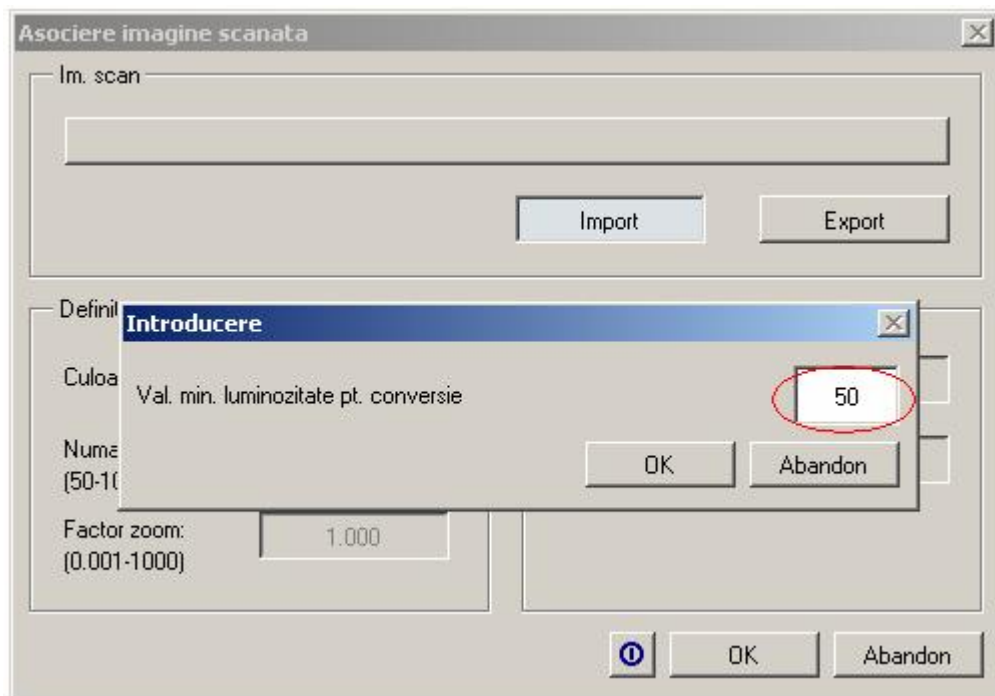 Asociere imagine scanata
Im. scan
Import Export
Introducere
Val. min. luminozitate pt. conversie 50
OK Abandon
Factor zoom: 1.000
(0.001-1000)
OK Abandon